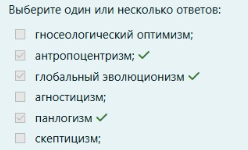 Выберите один или несколько ответов:
гносеологический оптимизм;
антропоцентризм;
глобальный эволюционизм
агностицизм;
панлогизм
скептицизм;